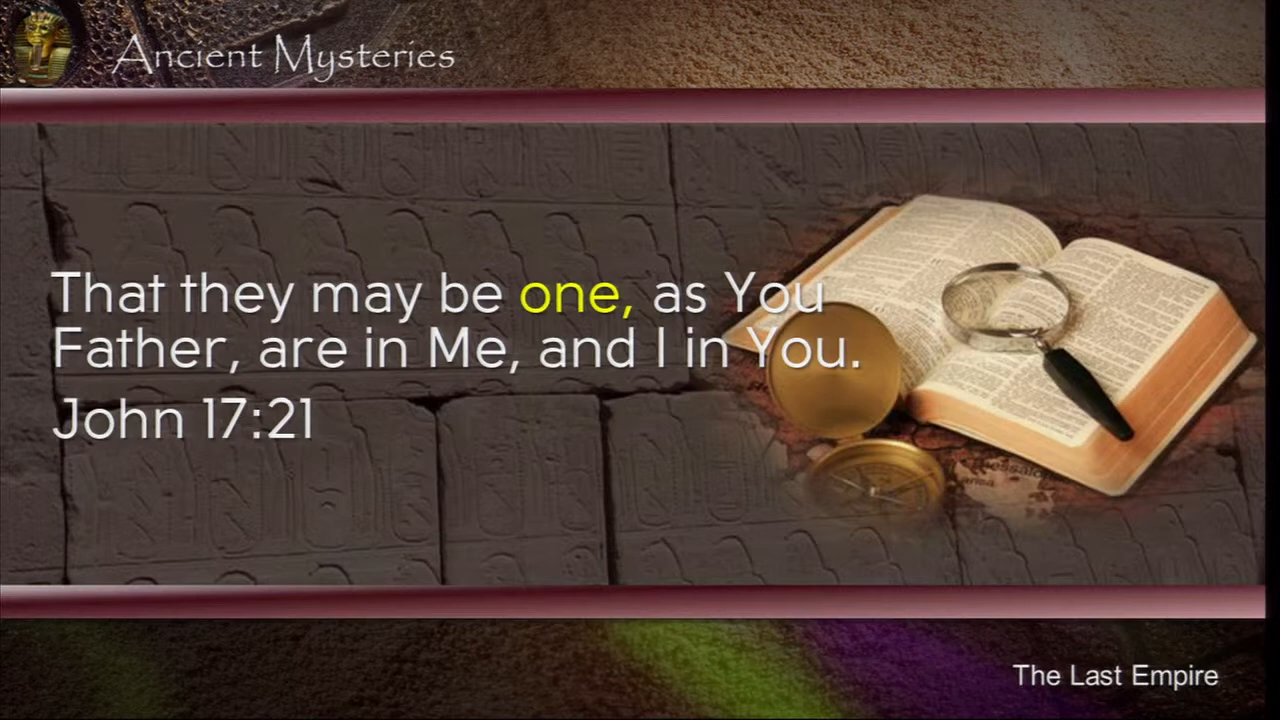 Ancient Mysteries
That they may be one, as You
Father, are in Me, and I in You.
John 17:21
The Last Empire